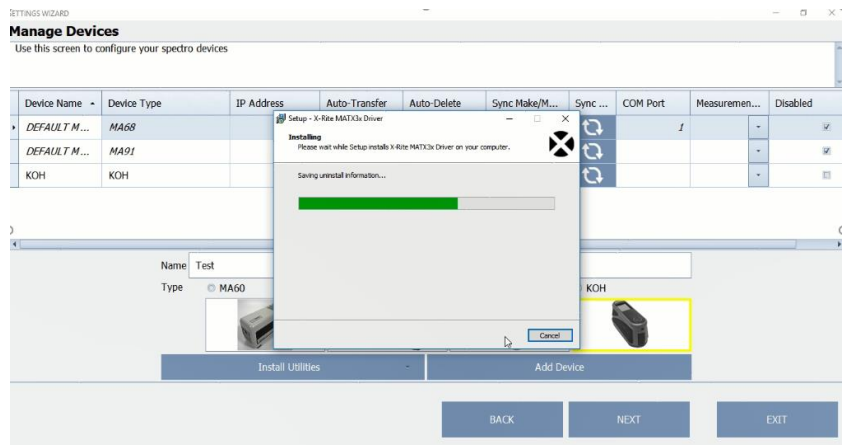 SETTINGS WIZARD
Manage Devices
Use this screen to configure your spectro devices
Device Name Device Type IP Address Auto-Transfer Auto-Delete Sync Make/M... Sync ... COM Port Measuremen... Disabled
DEFAULT M... MA68 1
DEFAULT M... MA91
KOH KOH
Setup - X-Rite MATX3x Driver
Installing
Please wait while Setup installs X-Rite MATX3x Driver on your computer.
Saving uninstall information...
Cancel
Name Test
Type MA60 KOH
Install Utilities Add Device
BACK NEXT EXIT